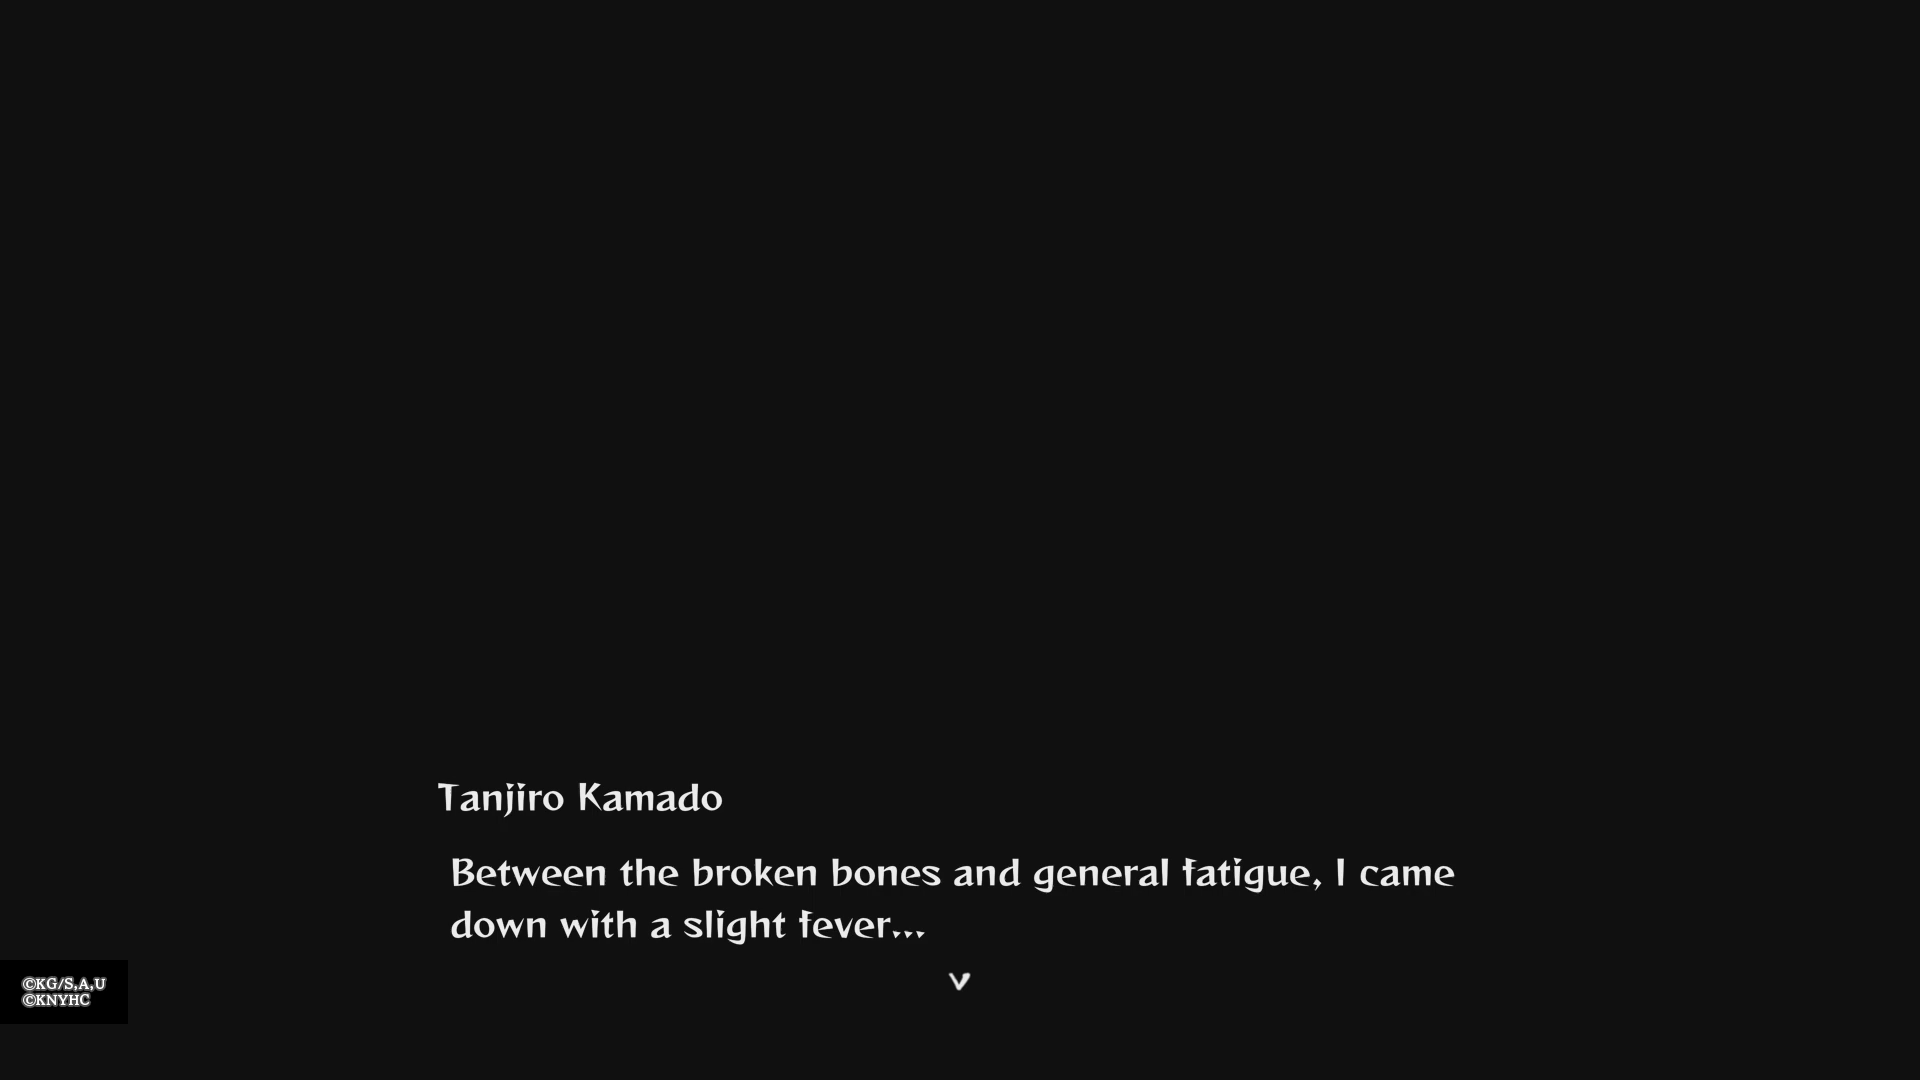 Tanjiro Kamado
Between the broken bones and general fatigue, I came
down with a slight fever...
©KG/S,A,U
©KNYHC